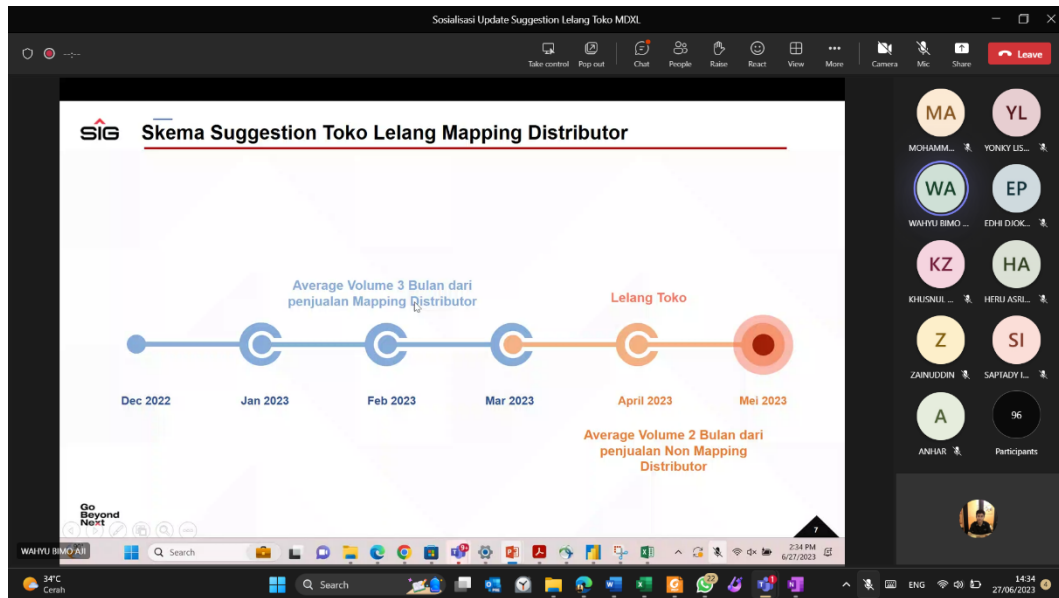 Sosialisasi Update Suggestion Lelang Toko MDXL
--:--
Take control
Pop out
Chat
People
Raise
React
View
More
Camera
Mic
Share
Leave
SIG
Skema Suggestion Toko Lelang Mapping Distributor
Average Volume 3 Bulan dari
penjualan Mapping Distributor
Lelang Toko
Dec 2022
Jan 2023
Feb 2023
Mar 2023
April 2023
Mei 2023
Average Volume 2 Bulan dari
penjualan Non Mapping
Distributor
Go
Beyond
Next
7
MA
YL
MOHAMM...
YONKY LIS...
WA
EP
WAHYU BIMO ...
EDHI DJOK...
KZ
HA
KHUSNUL ...
HERU ASRI...
Z
SI
ZAINUDDIN
SAPTADY I...
A
96
ANHAR
Participants
WAHYU BIMO AJI
Search
2:34 PM
6/27/2023
34°C
Cerah
Search
ENG
14:34
27/06/2023